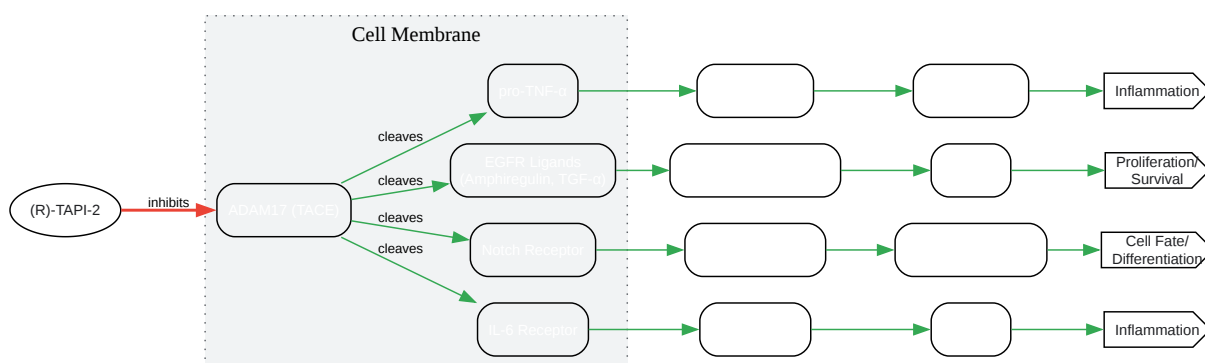 Cell Membrane
pro-TNF-α
Inflammation
cleaves
EGFR Ligands
(Amphiregulin, TGF-α)
Proliferation/
Survival
cleaves
(R)-TAPI-2
inhibits
ADAM17 (TACE)
cleaves
Notch Receptor
Cell Fate/
Differentiation
cleaves
IL-6 Receptor
Inflammation